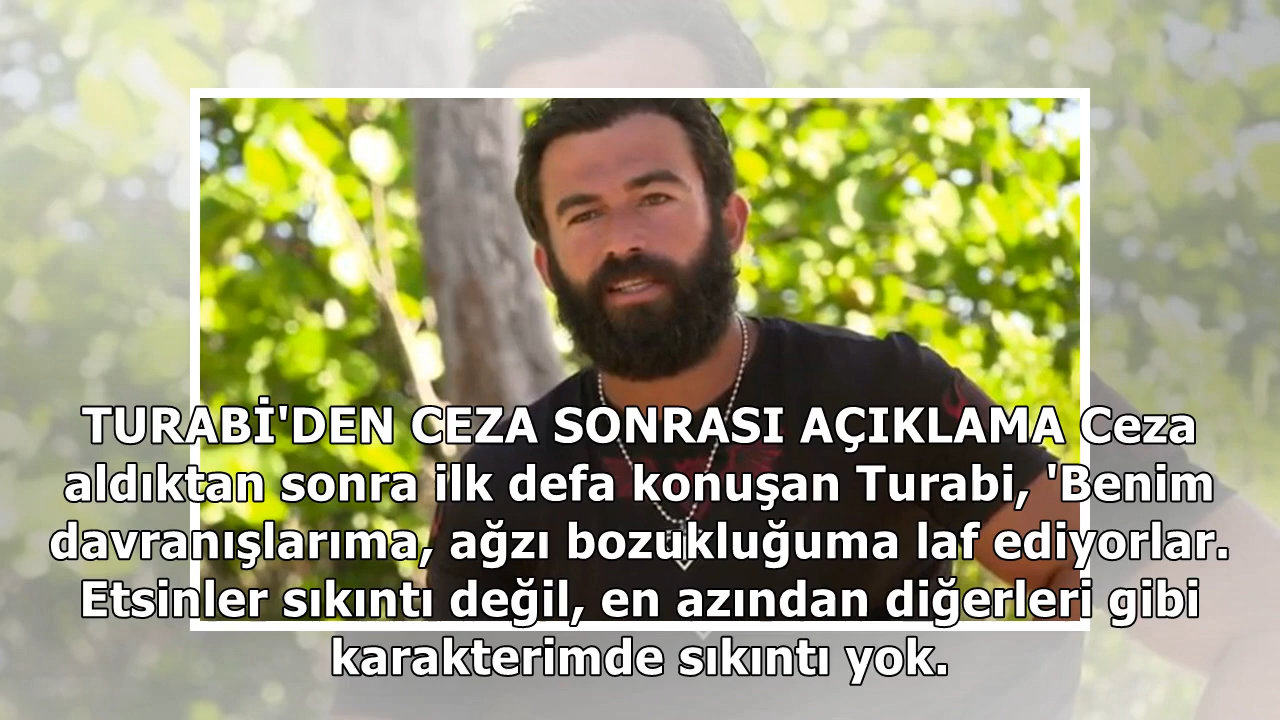 TURABİ'DEN CEZA SONRASI AÇIKLAMA Ceza
aldıktan sonra ilk defa konuşan Turabi, 'Benim
davranışlarıma, ağzı bozukluğuma laf ediyorlar.
Etsinler sıkıntı değil, en azından diğerleri gibi
karakterimde sıkıntı yok.